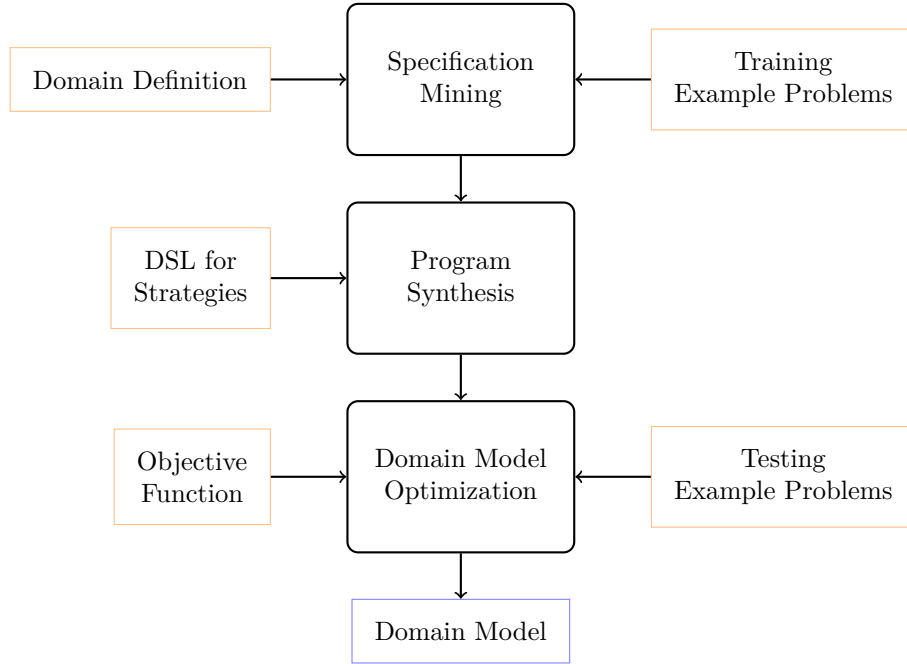 Domain Definition
Specification
Mining
Training
Example Problems
DSL for
Strategies
Program
Synthesis
Objective
Function
Domain Model
Optimization
Testing
Example Problems
Domain Model